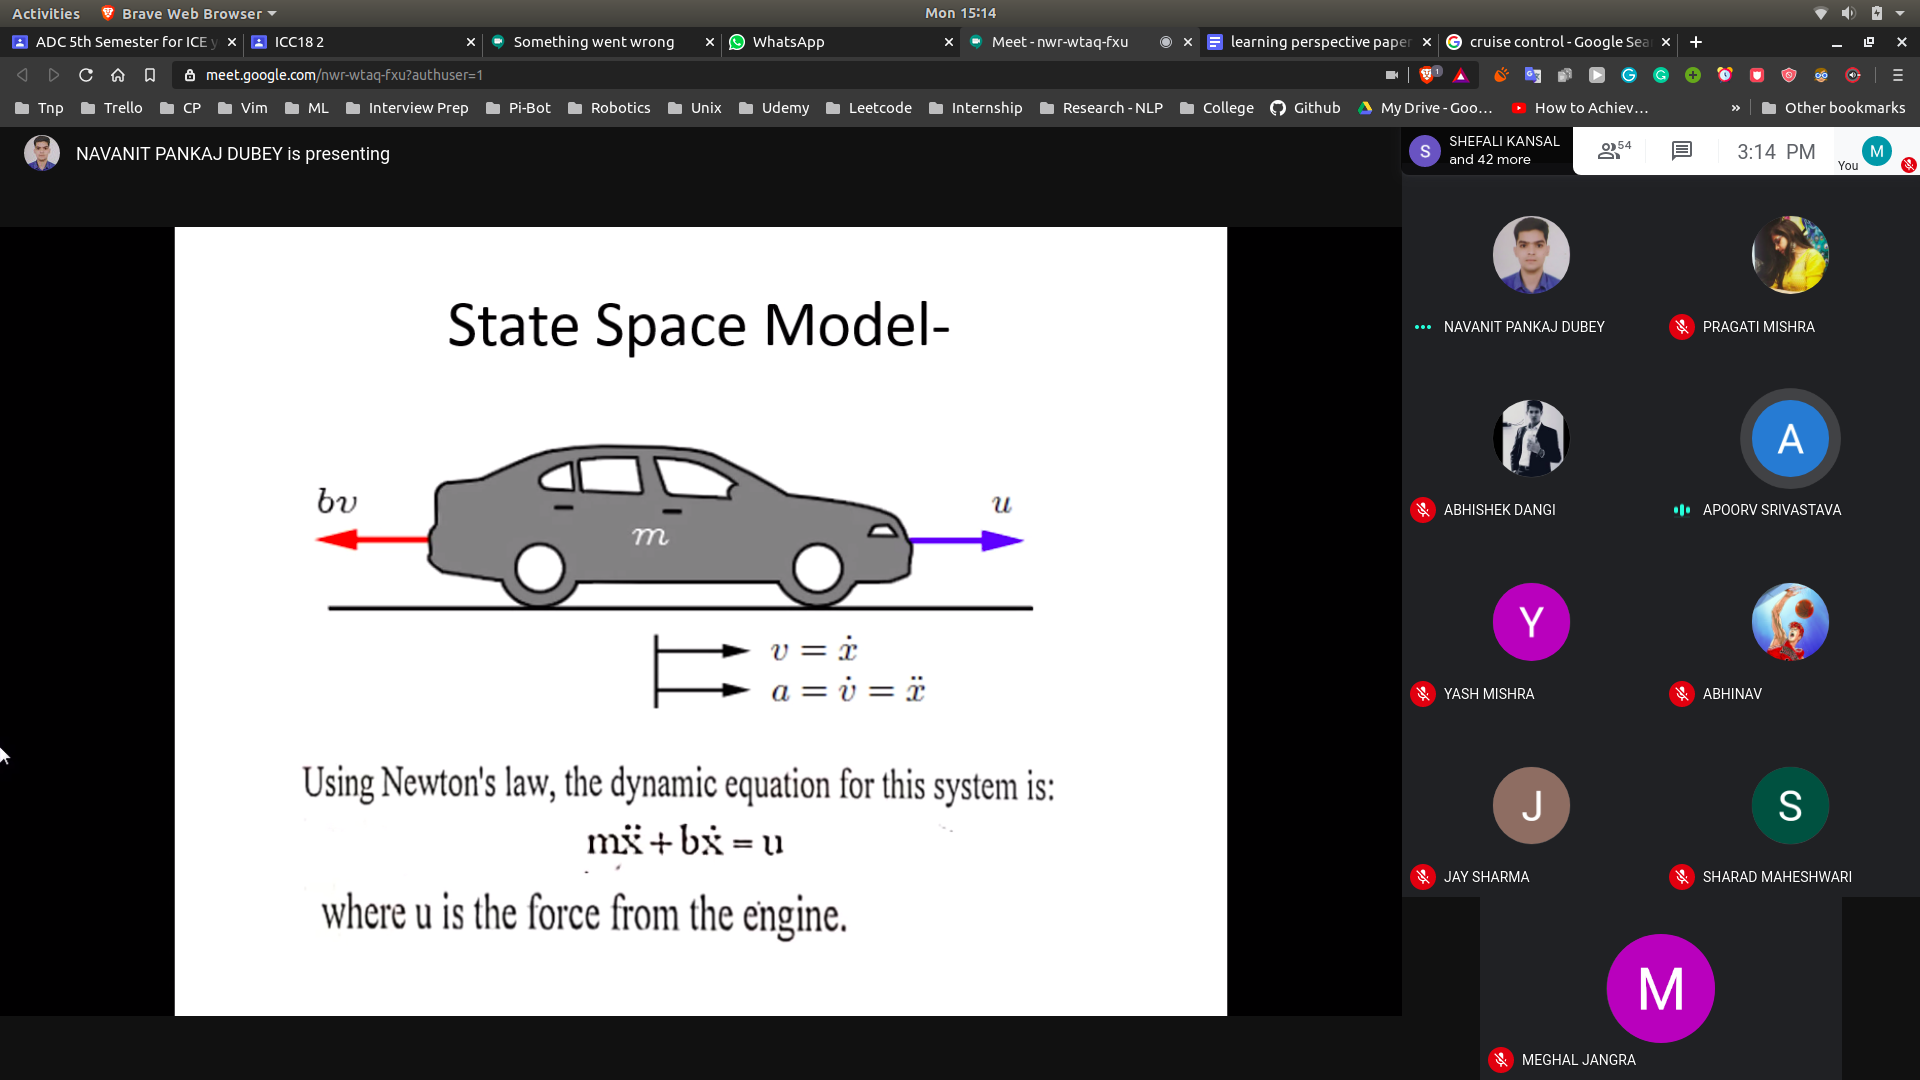 Activities Brave Web Browser Mon 15:14
ADC 5th Semester for ICE y ICC18 2 Something went wrong WhatsApp Meet - nwr-wtaq-fxu learning perspective paper cruise control - Google Sea
meet.google.com/nwr-wtaq-fxu?authuser=1 1
Tnp Trello CP Vim ML Interview Prep Pi-Bot Robotics Unix Udemy Leetcode Internship Research - NLP College Github My Drive - Goo... How to Achiev... » Other bookmarks
NAVANIT PANKAJ DUBEY is presenting
S SHEFALI KANSAL
and 42 more
54 3:14 PM You M
State Space Model-
bv u
m
v = ẋ
a = v̇ = ẍ
Using Newton's law, the dynamic equation for this system is:
mẍ + bẋ = u
where u is the force from the engine.
NAVANIT PANKAJ DUBEY PRAGATI MISHRA
A
ABHISHEK DANGI APOORV SRIVASTAVA
Y
YASH MISHRA ABHINAV
J S
JAY SHARMA SHARAD MAHESHWARI
M
MEGHAL JANGRA